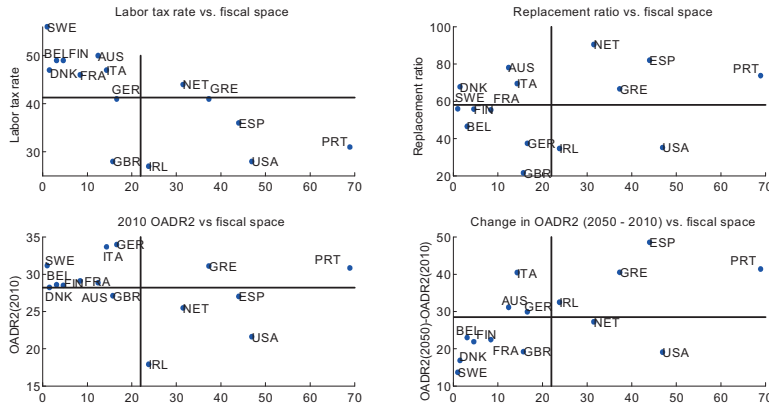 Labor tax rate vs. fiscal space
Labor tax rate
50
40
30
0 10 20 30 40 50 60 70
SWE
BEL FIN AUS
DNK FRA ITA
GER NET GRE
ESP
PRT
GBR IRL USA
Replacement ratio vs. fiscal space
Replacement ratio
100
80
60
40
20
0 10 20 30 40 50 60 70
NET
ESP
AUS PRT
DNK ITA GRE
SWE FIN FRA
BEL
GER IRL USA
GBR
2010 OADR2 vs fiscal space
OADR2(2010)
35
30
25
20
15
0 10 20 30 40 50 60 70
GER
ITA
SWE GRE PRT
BEL FIN FRA
DNK AUS GBR ESP
NET
USA
IRL
Change in OADR2 (2050 - 2010) vs. fiscal space
OADR2(2050)-OADR2(2010)
50
40
30
20
10
0 10 20 30 40 50 60 70
ESP
PRT
ITA GRE
AUS GER IRL
NET
BEL FIN
FRA GBR USA
DNK
SWE